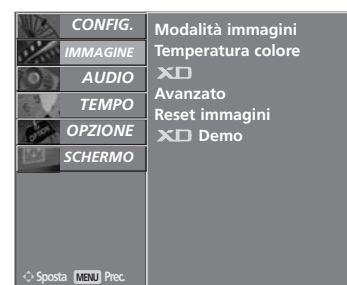 CONFIG.
IMMAGINE
AUDIO
TEMPO
OPZIONE
SCHERMO
Modalità immagini
Temperatura colore
XD
Avanzato
Reset immagini
XD Demo
Sposta MENU Prec.